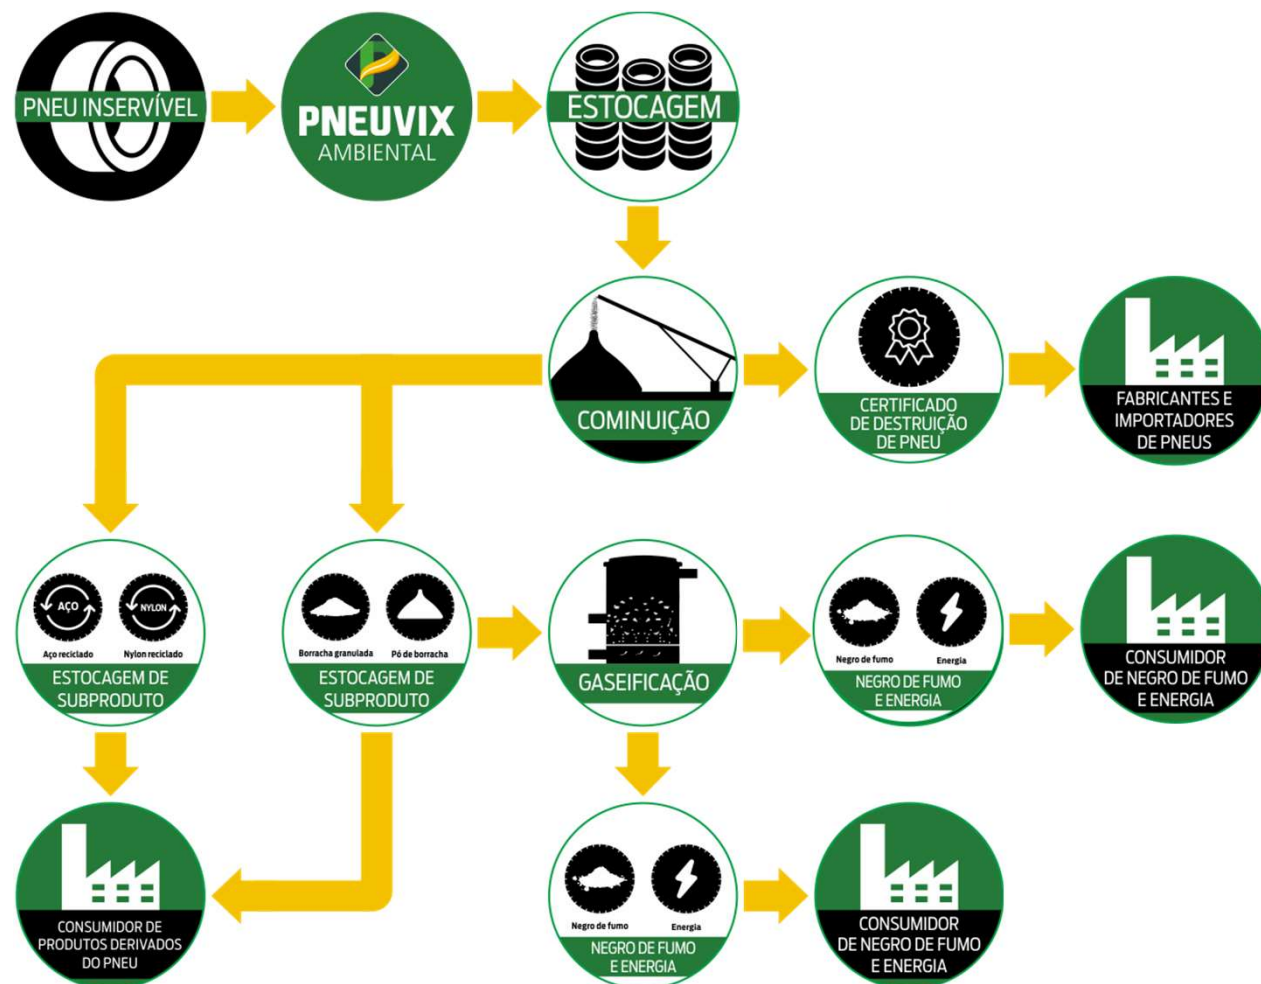 PNEU INSERVÍVEL
PNEUVIX
AMBIENTAL
ESTOCAGEM
COMINUIÇÃO
CERTIFICADO
DE DESTRUIÇÃO
DE PNEU
FABRICANTES E
IMPORTADORES
DE PNEUS
AÇO
NYLON
Aço reciclado
Nylon reciclado
ESTOCAGEM DE
SUBPRODUTO
Borracha granulada
Pó de borracha
ESTOCAGEM DE
SUBPRODUTO
GASEIFICAÇÃO
Negro de fumo
Energia
NEGRO DE FUMO
E ENERGIA
CONSUMIDOR
DE NEGRO DE FUMO
E ENERGIA
CONSUMIDOR DE
PRODUTOS DERIVADOS
DO PNEU
Negro de fumo
Energia
NEGRO DE FUMO
E ENERGIA
CONSUMIDOR
DE NEGRO DE FUMO
E ENERGIA